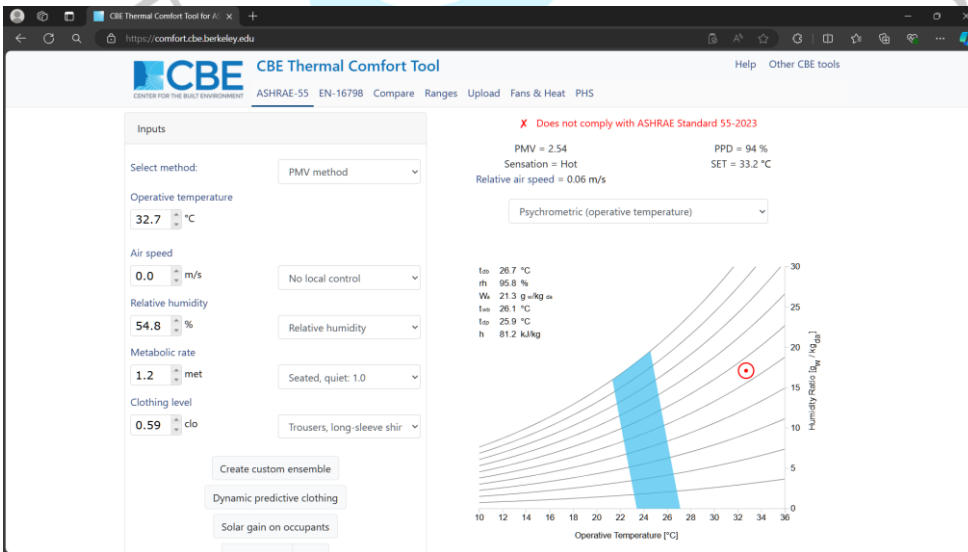 CBE Thermal Comfort Tool for AS
https://comfort.cbe.berkeley.edu
CBE
CENTER FOR THE BUILT ENVIRONMENT
CBE Thermal Comfort Tool
Help Other CBE tools
ASHRAE-55 EN-16798 Compare Ranges Upload Fans & Heat PHS
Inputs
Select method:
PMV method
Operative temperature
32.7 °C
Air speed
0.0 m/s
No local control
Relative humidity
54.8 %
Relative humidity
Metabolic rate
1.2 met
Seated, quiet: 1.0
Clothing level
0.59 clo
Trousers, long-sleeve shir
Create custom ensemble
Dynamic predictive clothing
Solar gain on occupants
✗ Does not comply with ASHRAE Standard 55-2023
PMV = 2.54 PPD = 94 %
Sensation = Hot SET = 33.2 °C
Relative air speed = 0.06 m/s
Psychrometric (operative temperature)
tdb 26.7 °C
rh 95.8 %
Wa 21.3 g w/kg da
twb 26.1 °C
tdp 25.9 °C
h 81.2 kJ/kg
30
25
20
15
10
5
0
Humidity Ratio [gw / kgda]
10 12 14 16 18 20 22 24 26 28 30 32 34 36
Operative Temperature [°C]